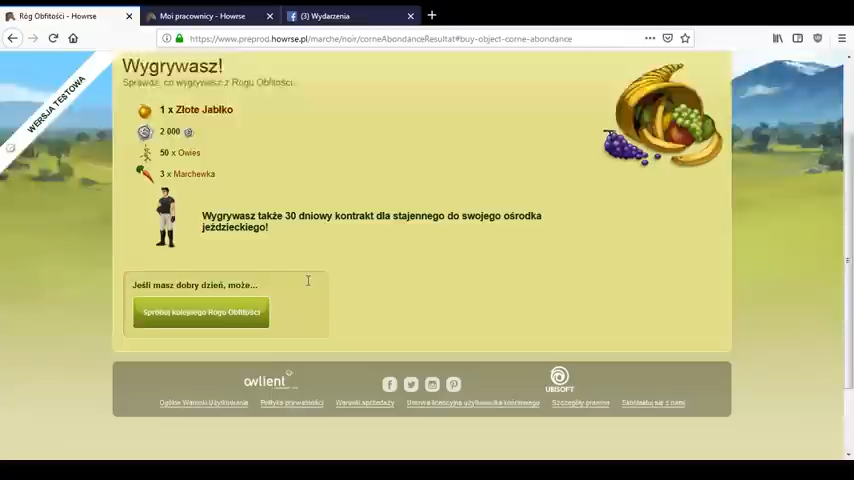 Róg Obfitości - Howrse
Moi pracownicy - Howrse
(3) Wydarzenia
https://www.preprod.howrse.pl/marche/noir/corneAbondanceResultat#buy-object-corne-abondance
WERSJA TESTOWA
Wygrywasz!
Sprawdź, co wygrywasz z Rogu Obfitości.
1 x Złote Jabłko
2 000
50 x Owies
3 x Marchewka
Wygrywasz także 30 dniowy kontrakt dla stajennego do swojego ośrodka
jeździeckiego!
Jeśli masz dobry dzień, może...
Spróbuj kolejnego Rogu Obfitości
owlient
UBISOFT
Ogólne Warunki Użytkowania Polityka prywatności Warunki sprzedaży Umowa licencyjna użytkownika końcowego Szczegóły prawne Skontaktuj się z nami